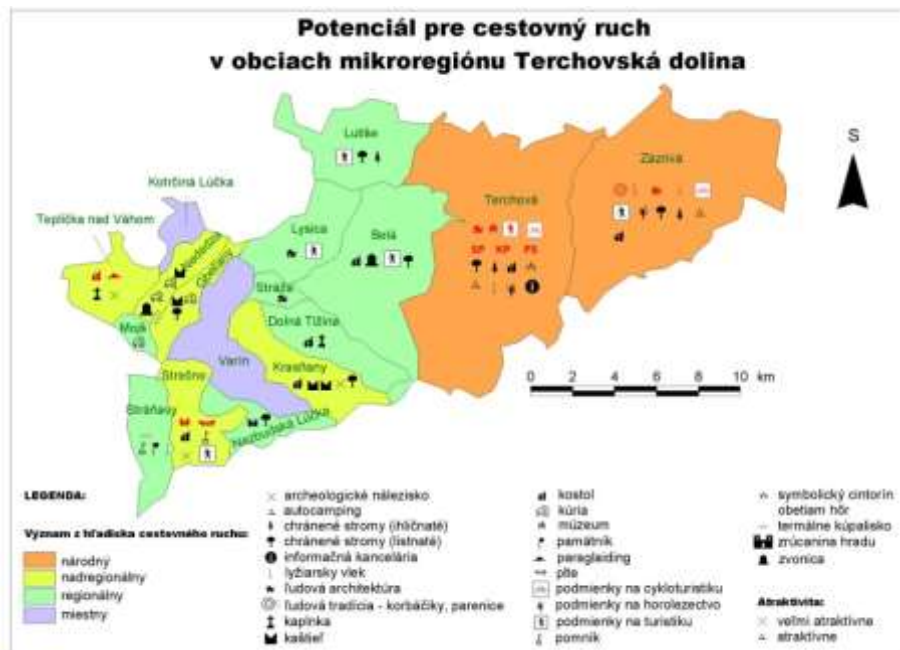 Potenciál pre cestovný ruch
v obciach mikroregiónu Terchovská dolina
S
Lutiše
Zázrivá
Kotrčiná Lúčka
Terchová
Teplička nad Váhom
Lysica
Belá
Nededza
Gbeľany
SP KP PS
Stráža
Dolná Tižina
Mojš
Varín
Krasňany
Strečno
Stráňavy
Nezbudská Lúčka
0 2 4 6 8 10 km
LEGENDA:
Význam z hľadiska cestovného ruchu:
národný
nadregionálny
regionálny
miestny
archeologické nálezisko
autocamping
chránené stromy (ihličnaté)
chránené stromy (listnaté)
informačná kancelária
lyžiarsky vlek
ľudová architektúra
ľudová tradícia - korbáčiky, parenice
kaplnka
kaštieľ
kostol
kúria
múzeum
pamätník
paragleiding
plte
podmienky na cykloturistiku
podmienky na horolezectvo
podmienky na turistiku
pomník
symbolický cintorín
obetiam hôr
termálne kúpalisko
zrúcanina hradu
zvonica
Atraktivita:
veľmi atraktívne
atraktívne